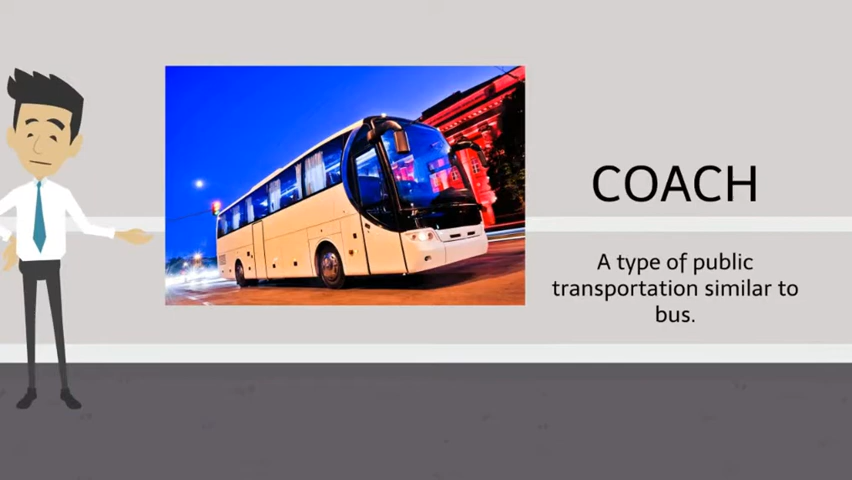 COACH
A type of public
transportation similar to
bus.